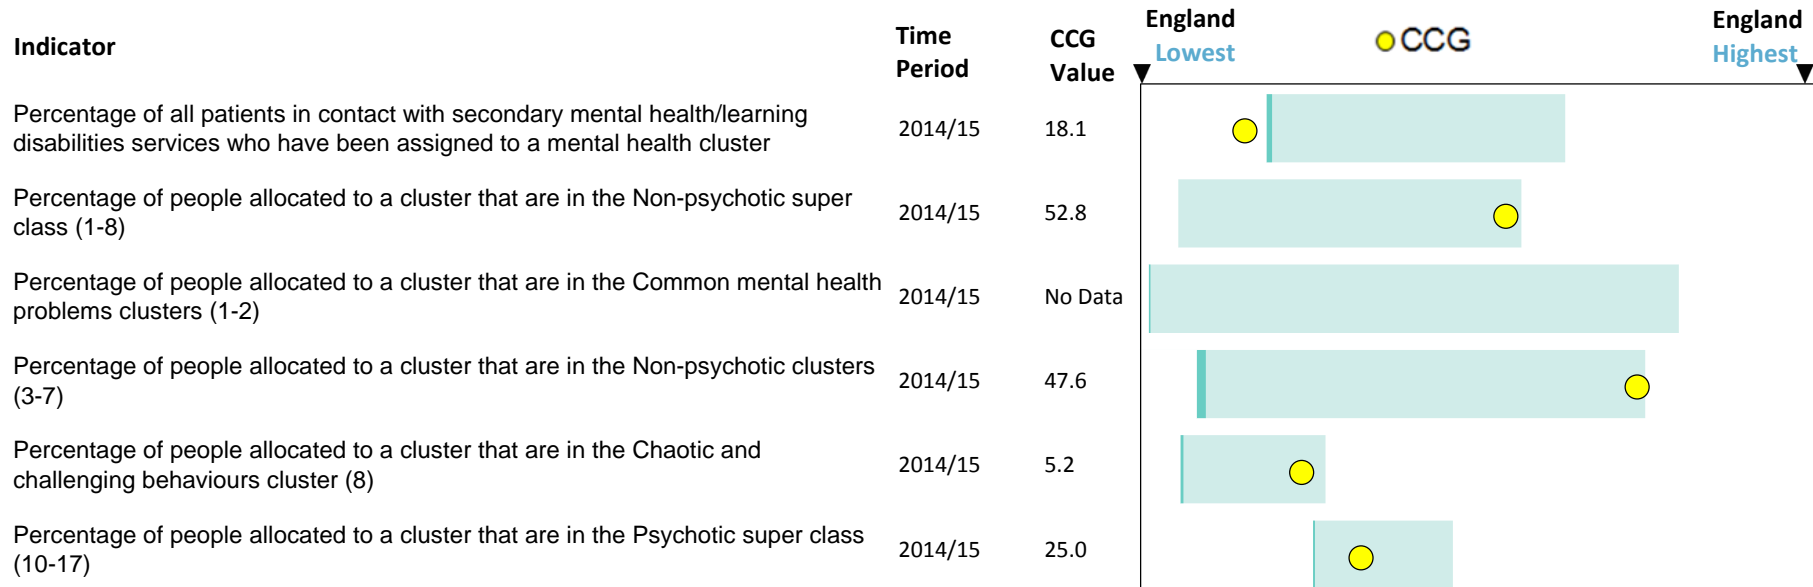 Indicator
Time
Period
CCG
Value
England
Lowest
CCG
England
Highest
Percentage of all patients in contact with secondary mental health/learning
disabilities services who have been assigned to a mental health cluster
2014/15
18.1
Percentage of people allocated to a cluster that are in the Non-psychotic super
class (1-8)
2014/15
52.8
Percentage of people allocated to a cluster that are in the Common mental health
problems clusters (1-2)
2014/15
No Data
Percentage of people allocated to a cluster that are in the Non-psychotic clusters
(3-7)
2014/15
47.6
Percentage of people allocated to a cluster that are in the Chaotic and
challenging behaviours cluster (8)
2014/15
5.2
Percentage of people allocated to a cluster that are in the Psychotic super class
(10-17)
2014/15
25.0